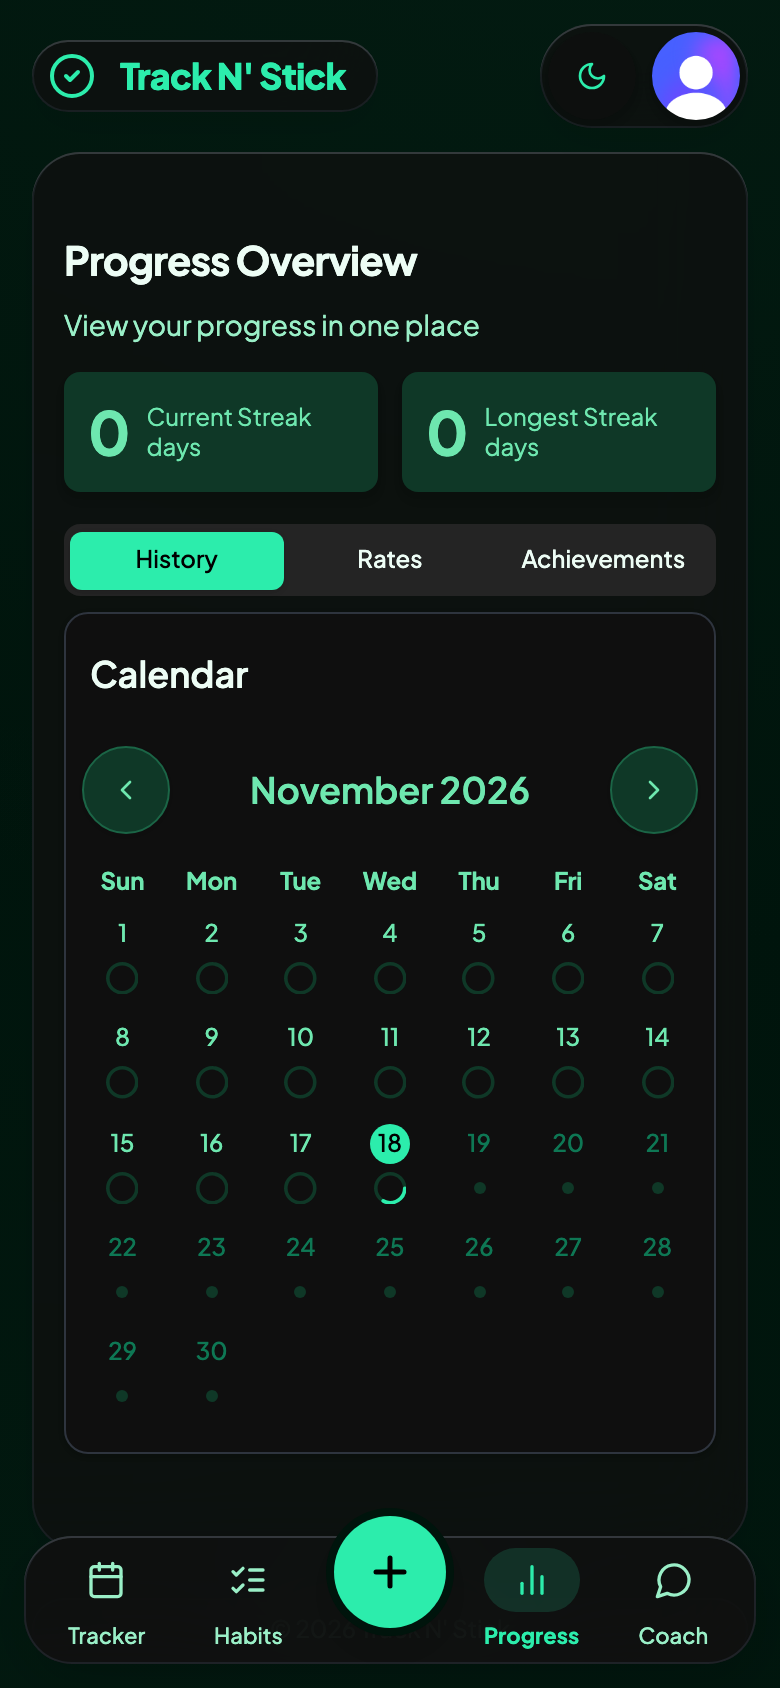 Track N' Stick
Progress Overview
View your progress in one place
0 Current Streak
days
0 Longest Streak
days
History Rates Achievements
Calendar
November 2026
Sun Mon Tue Wed Thu Fri Sat
1 2 3 4 5 6 7
8 9 10 11 12 13 14
15 16 17 18 19 20 21
22 23 24 25 26 27 28
29 30
Tracker Habits Progress Coach